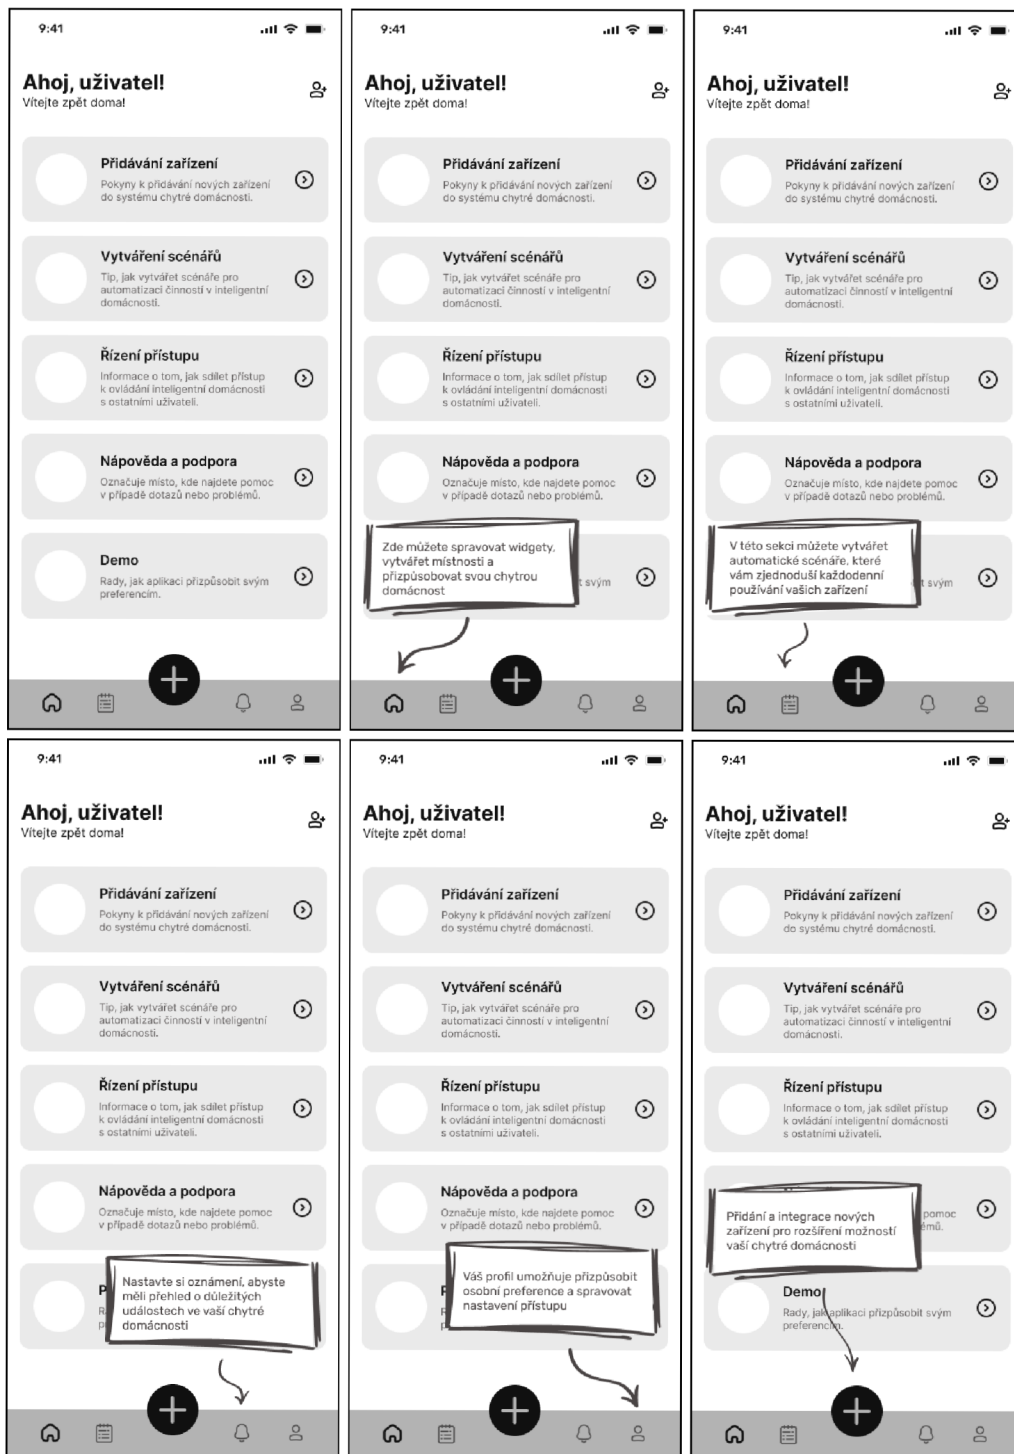 9:41
Ahoj, uživatel!
Vítejte zpět doma!
Přidávání zařízení
Pokyny k přidávání nových zařízení
do systému chytré domácnosti.
Vytváření scénářů
Tip, jak vytvářet scénáře pro
automatizaci činností v inteligentní
domácnosti.
Řízení přístupu
Informace o tom, jak sdílet přístup
k ovládání inteligentní domácnosti
s ostatními uživateli.
Nápověda a podpora
Označuje místo, kde najdete pomoc
v případě dotazů nebo problémů.
Demo
Rady, jak aplikaci přizpůsobit svým
preferencím.
9:41
Ahoj, uživatel!
Vítejte zpět doma!
Přidávání zařízení
Pokyny k přidávání nových zařízení
do systému chytré domácnosti.
Vytváření scénářů
Tip, jak vytvářet scénáře pro
automatizaci činností v inteligentní
domácnosti.
Řízení přístupu
Informace o tom, jak sdílet přístup
k ovládání inteligentní domácnosti
s ostatními uživateli.
Nápověda a podpora
Označuje místo, kde najdete pomoc
v případě dotazů nebo problémů.
Zde můžete spravovat widgety,
vytvářet místnosti a
přizpůsobovat svou chytrou
domácnost
svým
9:41
Ahoj, uživatel!
Vítejte zpět doma!
Přidávání zařízení
Pokyny k přidávání nových zařízení
do systému chytré domácnosti.
Vytváření scénářů
Tip, jak vytvářet scénáře pro
automatizaci činností v inteligentní
domácnosti.
Řízení přístupu
Informace o tom, jak sdílet přístup
k ovládání inteligentní domácnosti
s ostatními uživateli.
Nápověda a podpora
Označuje místo, kde najdete pomoc
v případě dotazů nebo problémů.
V této sekci můžete vytvářet
automatické scénáře, které
vám zjednoduší každodenní
používání vašich zařízení
svým
9:41
Ahoj, uživatel!
Vítejte zpět doma!
Přidávání zařízení
Pokyny k přidávání nových zařízení
do systému chytré domácnosti.
Vytváření scénářů
Tip, jak vytvářet scénáře pro
automatizaci činností v inteligentní
domácnosti.
Řízení přístupu
Informace o tom, jak sdílet přístup
k ovládání inteligentní domácnosti
s ostatními uživateli.
Nápověda a podpora
Označuje místo, kde najdete pomoc
v případě dotazů nebo problémů.
Nastavte si oznámení, abyste
měli přehled o důležitých
událostech ve vaší chytré
domácnosti
9:41
Ahoj, uživatel!
Vítejte zpět doma!
Přidávání zařízení
Pokyny k přidávání nových zařízení
do systému chytré domácnosti.
Vytváření scénářů
Tip, jak vytvářet scénáře pro
automatizaci činností v inteligentní
domácnosti.
Řízení přístupu
Informace o tom, jak sdílet přístup
k ovládání inteligentní domácnosti
s ostatními uživateli.
Nápověda a podpora
Označuje místo, kde najdete pomoc
v případě dotazů nebo problémů.
Váš profil umožňuje přizpůsobit
osobní preference a spravovat
nastavení přístupu
9:41
Ahoj, uživatel!
Vítejte zpět doma!
Přidávání zařízení
Pokyny k přidávání nových zařízení
do systému chytré domácnosti.
Vytváření scénářů
Tip, jak vytvářet scénáře pro
automatizaci činností v inteligentní
domácnosti.
Řízení přístupu
Informace o tom, jak sdílet přístup
k ovládání inteligentní domácnosti
s ostatními uživateli.
pomoc
Přidání a integrace nových
zařízení pro rozšíření možností
vaší chytré domácnosti
Demo
Rady, jak aplikaci přizpůsobit svým
preferencím.